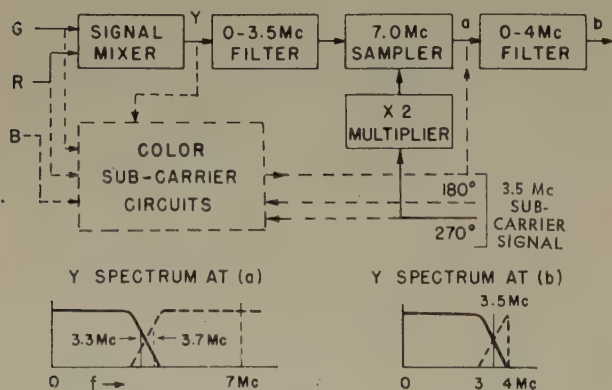 G
R
B
SIGNAL
MIXER
Y
0-3.5Mc
FILTER
7.0Mc
SAMPLER
a
0-4Mc
FILTER
b
X 2
MULTIPLIER
COLOR
SUB-CARRIER
CIRCUITS
180°
270°
3.5 Mc
SUB-
CARRIER
SIGNAL
Y SPECTRUM AT (a)
3.3Mc
3.7Mc
0
f
7Mc
Y SPECTRUM AT (b)
3.5Mc
0
3
4Mc